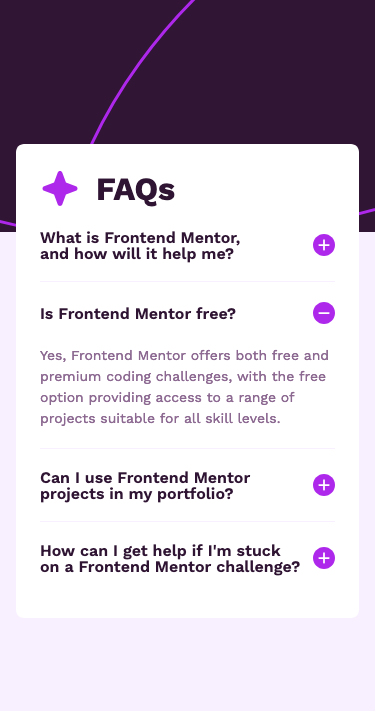 FAQs
What is Frontend Mentor,
and how will it help me?
Is Frontend Mentor free?
Yes, Frontend Mentor offers both free and
premium coding challenges, with the free
option providing access to a range of
projects suitable for all skill levels.
Can I use Frontend Mentor
projects in my portfolio?
How can I get help if I'm stuck
on a Frontend Mentor challenge?